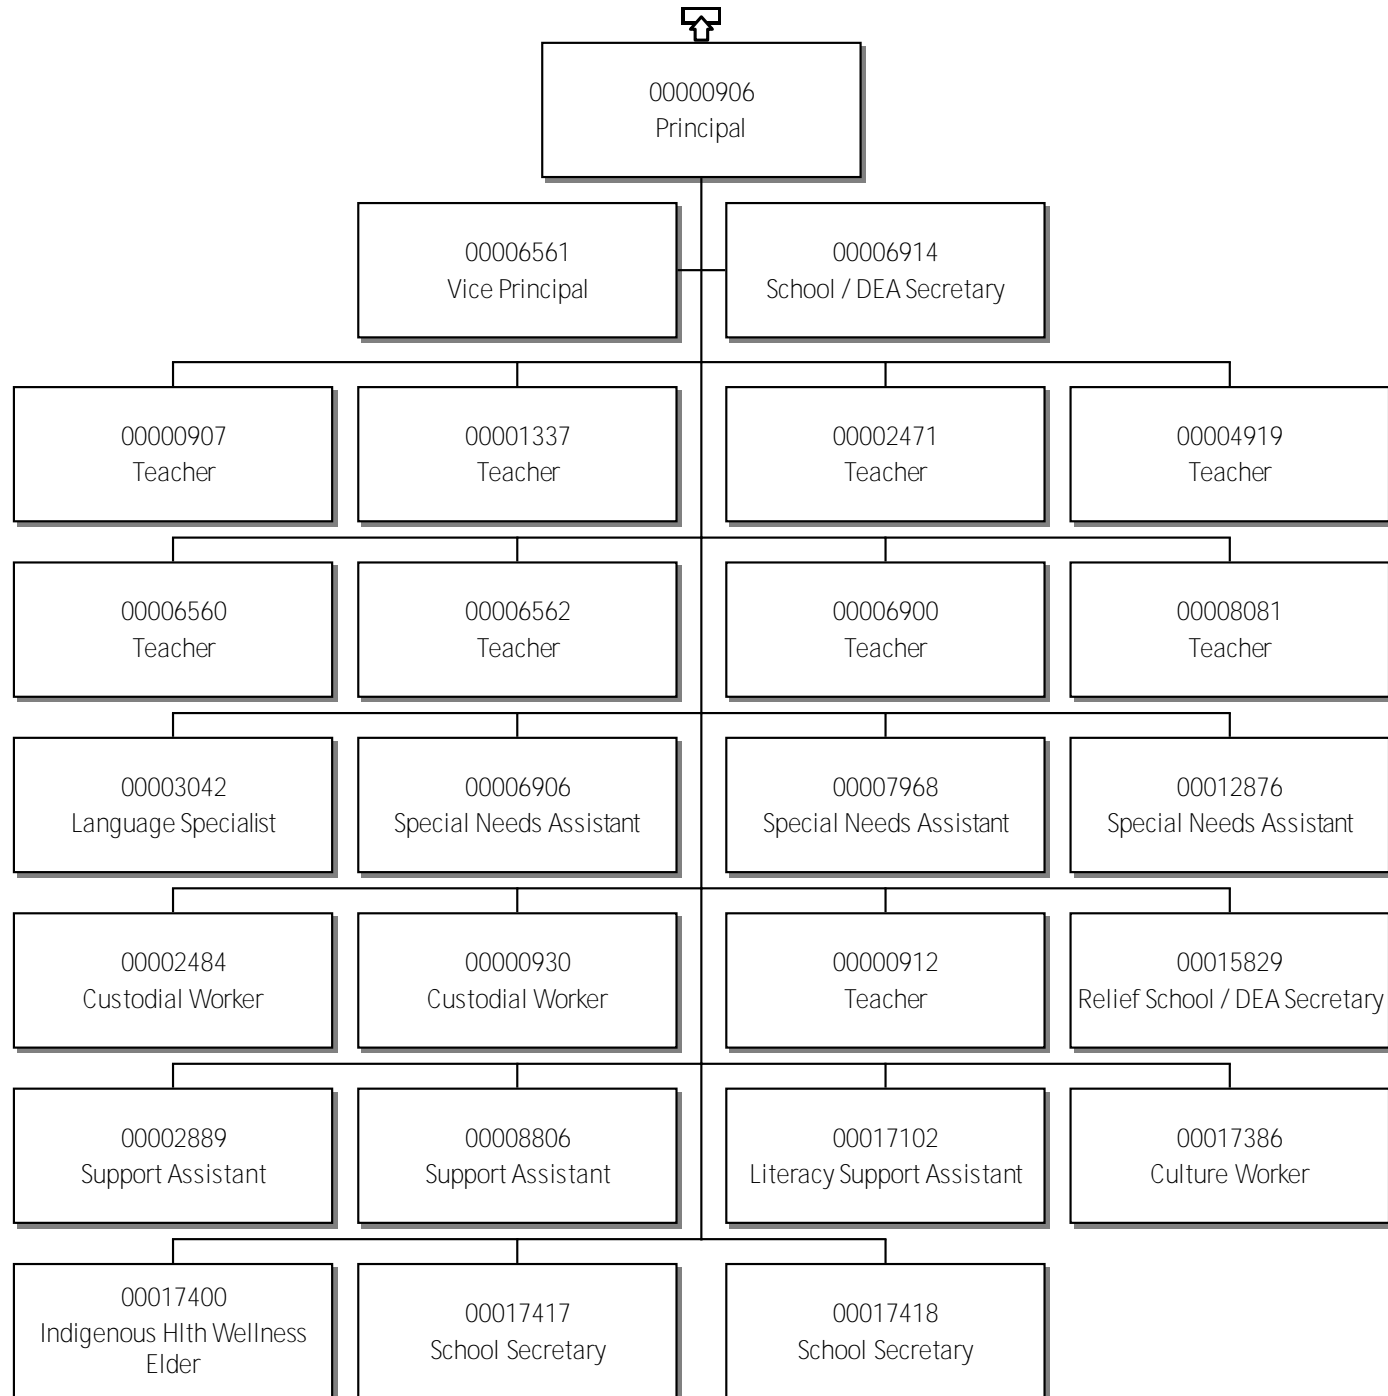 00000906
Principal
00006561
Vice Principal
00006914
School / DEA Secretary
00000907
Teacher
00001337
Teacher
00002471
Teacher
00004919
Teacher
00006560
Teacher
00006562
Teacher
00006900
Teacher
00008081
Teacher
00003042
Language Specialist
00006906
Special Needs Assistant
00007968
Special Needs Assistant
00012876
Special Needs Assistant
00002484
Custodial Worker
00000930
Custodial Worker
00000912
Teacher
00015829
Relief School / DEA Secretary
00002889
Support Assistant
00008806
Support Assistant
00017102
Literacy Support Assistant
00017386
Culture Worker
00017400
Indigenous Hlth Wellness
Elder
00017417
School Secretary
00017418
School Secretary